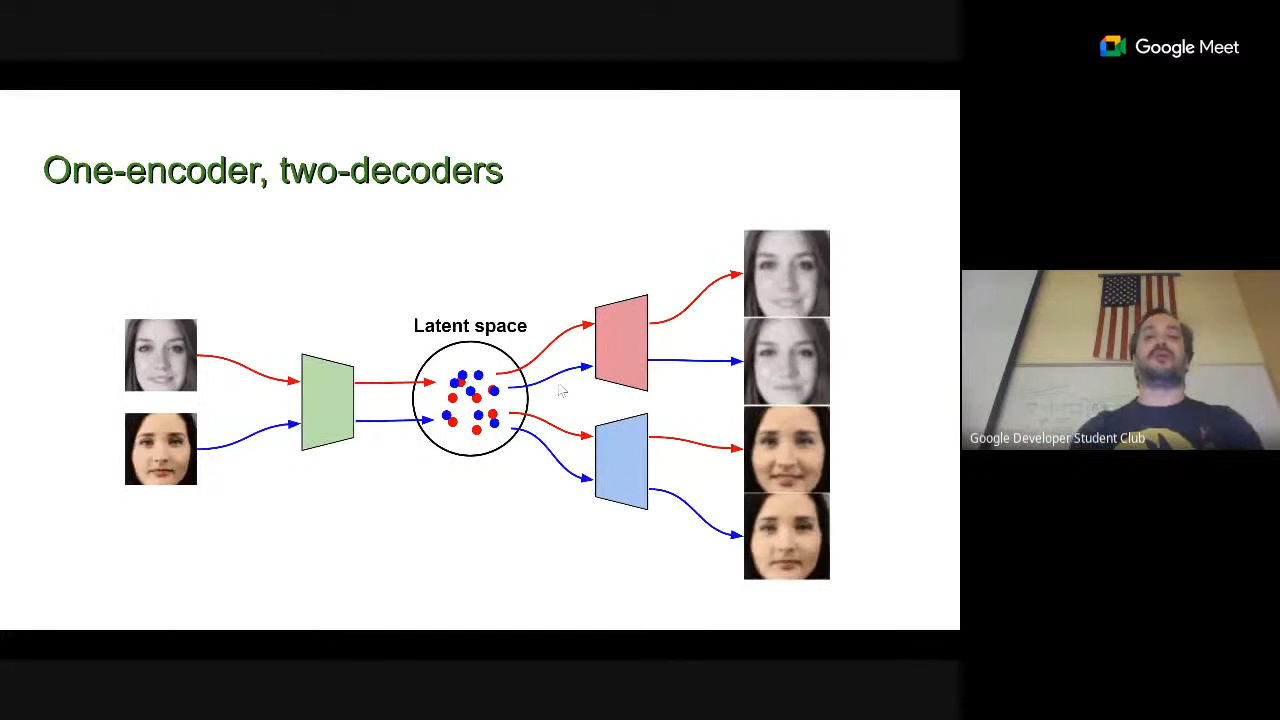 Google Meet
One-encoder, two-decoders
Latent space
Google Developer Student Club